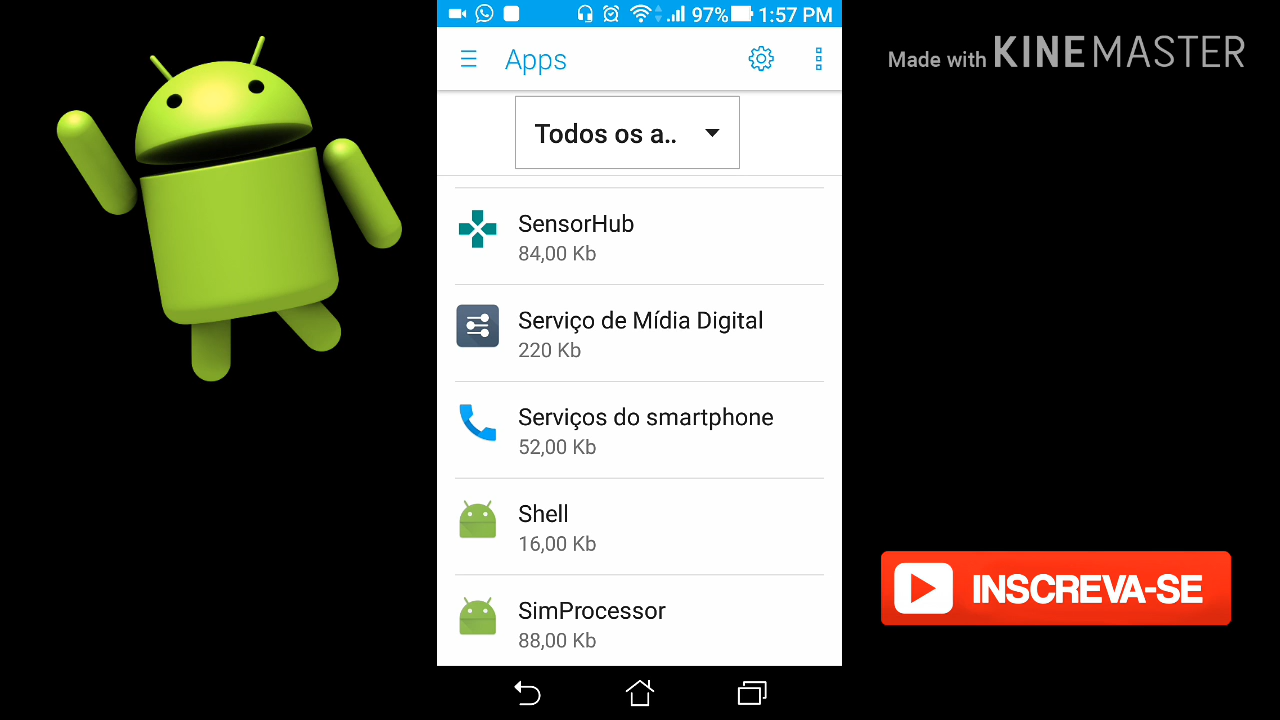 97% 1:57 PM
Apps
Made with KINEMASTER
Todos os a..
SensorHub
84,00 Kb
Serviço de Mídia Digital
220 Kb
Serviços do smartphone
52,00 Kb
Shell
16,00 Kb
SimProcessor
88,00 Kb
INSCREVA-SE